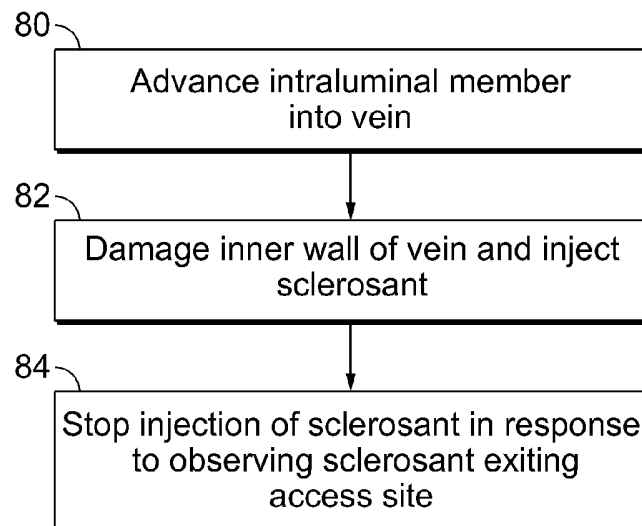 80
Advance intraluminal member
into vein
82
Damage inner wall of vein and inject
sclerosant
84
Stop injection of sclerosant in response
to observing sclerosant exiting
access site